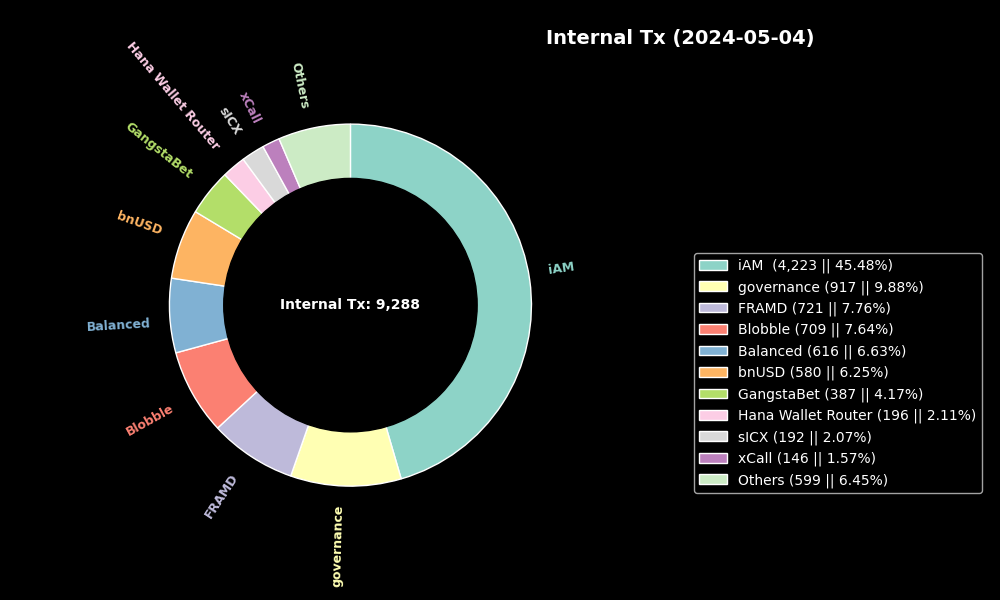 Internal Tx (2024-05-04)
Hana Wallet Router
sICX
xCall
Others
GangstaBet
bnUSD
iAM
Balanced
Internal Tx: 9,288
Blobble
FRAMD
governance
iAM  (4,223 || 45.48%)
governance (917 || 9.88%)
FRAMD (721 || 7.76%)
Blobble (709 || 7.64%)
Balanced (616 || 6.63%)
bnUSD (580 || 6.25%)
GangstaBet (387 || 4.17%)
Hana Wallet Router (196 || 2.11%)
sICX (192 || 2.07%)
xCall (146 || 1.57%)
Others (599 || 6.45%)